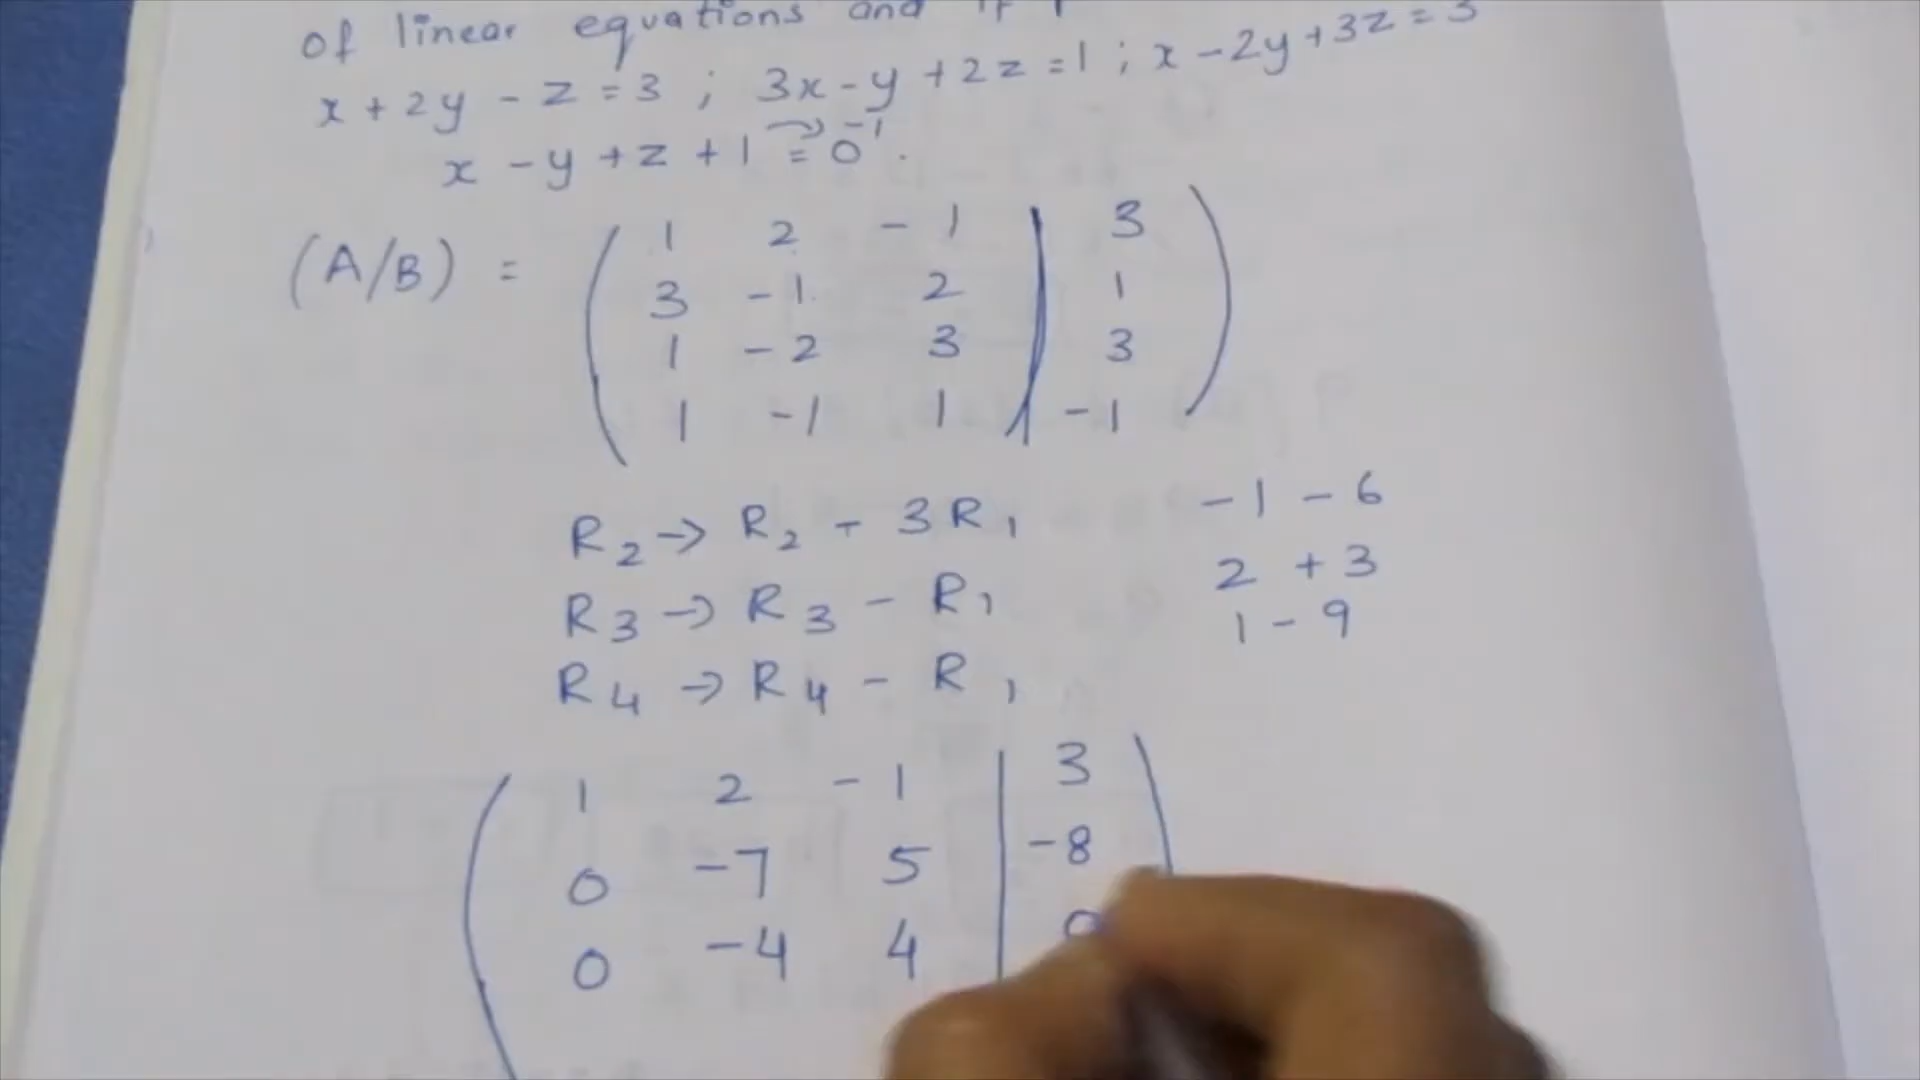 of linear equations and if
x + 2y - z = 3 ; 3x - y + 2z = 1 ; x - 2y + 3z = 3
x - y + z + 1 = 0 -1 .
(A/B) = ( 1 2 -1 | 3 )
3 -1 2 | 1
1 -2 3 | 3
1 -1 1 | -1
R2 → R2 - 3R1 -1 - 6
R3 → R3 - R1 2 + 3
R4 → R4 - R1 1 - 9
( 1 2 -1 | 3 )
0 -7 5 | -8
0 -4 4 | 0